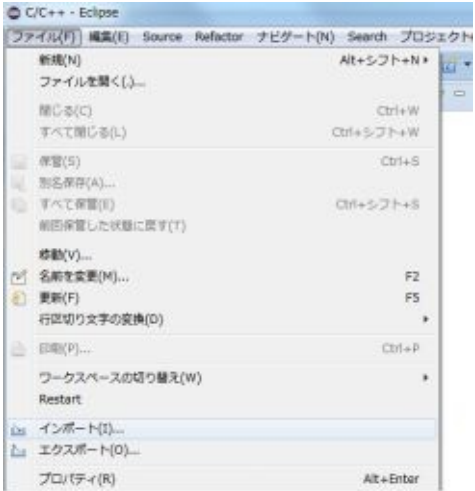 C/C++ - Eclipse
ファイル(F) 編集(E) Source Refactor ナビゲート(N) Search プロジェクト
新規(N) Alt+シフト+N
ファイルを開く(.)...
閉じる(C) Ctrl+W
すべて閉じる(L) Ctrl+シフト+W
保管(S) Ctrl+S
別名保存(A)...
すべて保管(E) Ctrl+シフト+S
前回保管した状態に戻す(T)
移動(V)...
名前を変更(M)... F2
更新(F) F5
行区切り文字の変換(D)
印刷(P)... Ctrl+P
ワークスペースの切り替え(W)
Restart
インポート(I)...
エクスポート(O)...
プロパティ(R) Alt+Enter